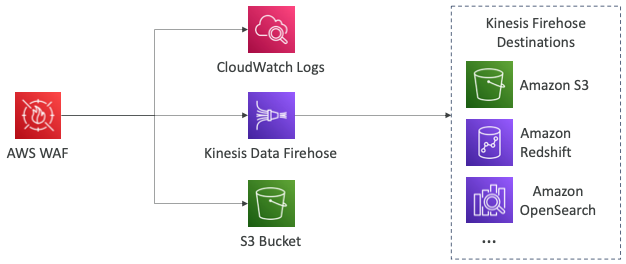 AWS WAF
CloudWatch Logs
Kinesis Data Firehose
S3 Bucket
Kinesis Firehose
Destinations
Amazon S3
Amazon
Redshift
Amazon
OpenSearch
...